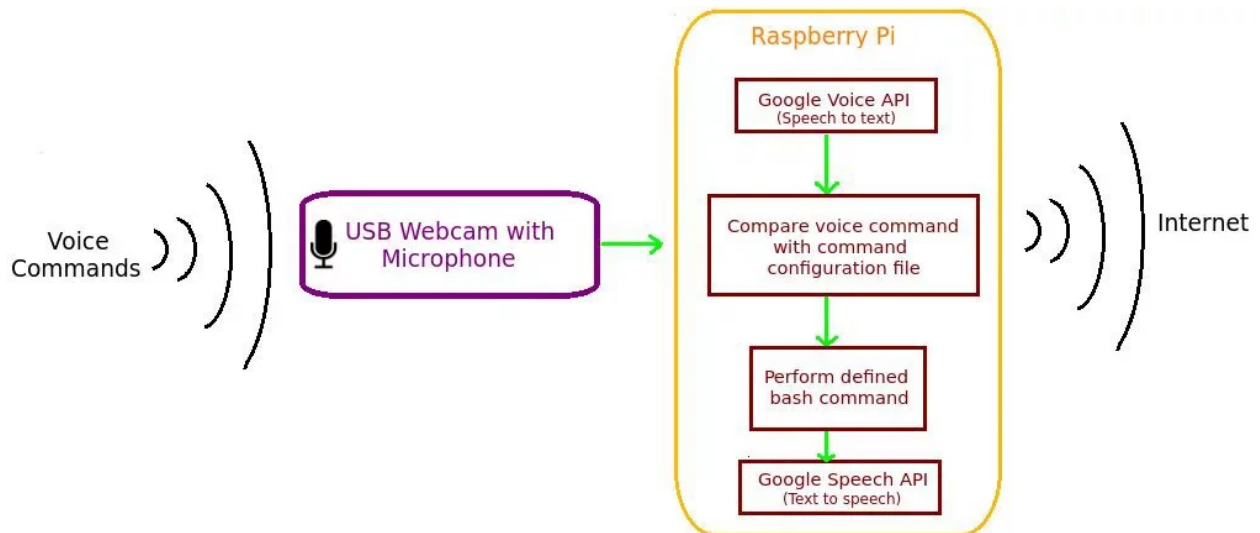 Voice
Commands
USB Webcam with
Microphone
Raspberry Pi
Google Voice API
(Speech to text)
Compare voice command
with command
configuration file
Perform defined
bash command
Google Speech API
(Text to speech)
Internet